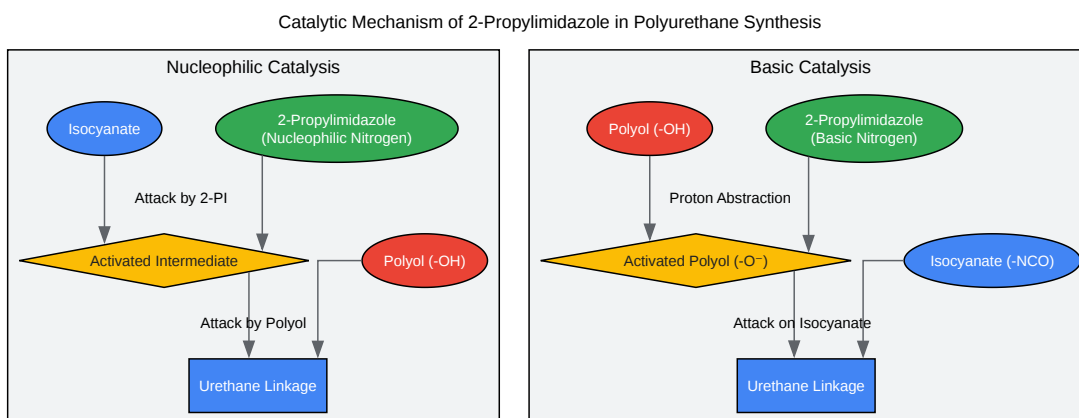 Catalytic Mechanism of 2-Propylimidazole in Polyurethane Synthesis
Nucleophilic Catalysis
Isocyanate
2-Propylimidazole
(Nucleophilic Nitrogen)
Attack by 2-PI
Activated Intermediate
Polyol (-OH)
Attack by Polyol
Urethane Linkage
Basic Catalysis
Polyol (-OH)
2-Propylimidazole
(Basic Nitrogen)
Proton Abstraction
Activated Polyol (-O⁻)
Isocyanate (-NCO)
Attack on Isocyanate
Urethane Linkage